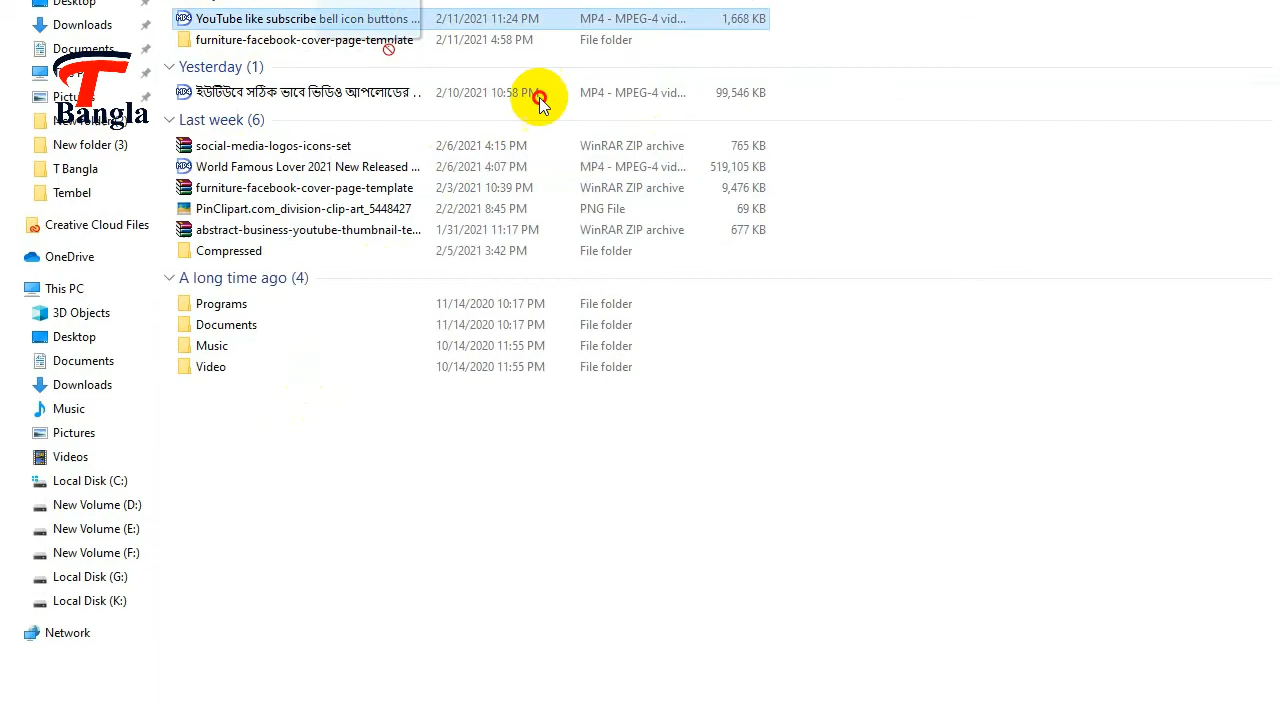 Desktop
YouTube like subscribe bell icon buttons ... 2/11/2021 11:24 PM MP4 - MPEG-4 vid... 1,668 KB
Downloads
furniture-facebook-cover-page-template 2/11/2021 4:58 PM File folder
Documents
Yesterday (1)
T
ইউটিউবে সঠিক ভাবে ভিডিও আপলোডের .. 2/10/2021 10:58 PM MP4 - MPEG-4 vid... 99,546 KB
Bangla
New folder
Last week (6)
New folder (3)
social-media-logos-icons-set 2/6/2021 4:15 PM WinRAR ZIP archive 765 KB
T Bangla
World Famous Lover 2021 New Released ... 2/6/2021 4:07 PM MP4 - MPEG-4 vid... 519,105 KB
Tembel
furniture-facebook-cover-page-template 2/3/2021 10:39 PM WinRAR ZIP archive 9,476 KB
PinClipart.com_division-clip-art_5448427 2/2/2021 8:45 PM PNG File 69 KB
Creative Cloud Files
abstract-business-youtube-thumbnail-te... 1/31/2021 11:17 PM WinRAR ZIP archive 677 KB
OneDrive
Compressed 2/5/2021 3:42 PM File folder
This PC
A long time ago (4)
3D Objects
Programs 11/14/2020 10:17 PM File folder
Desktop
Documents 11/14/2020 10:17 PM File folder
Documents
Music 10/14/2020 11:55 PM File folder
Downloads
Video 10/14/2020 11:55 PM File folder
Music
Pictures
Videos
Local Disk (C:)
New Volume (D:)
New Volume (E:)
New Volume (F:)
Local Disk (G:)
Local Disk (K:)
Network